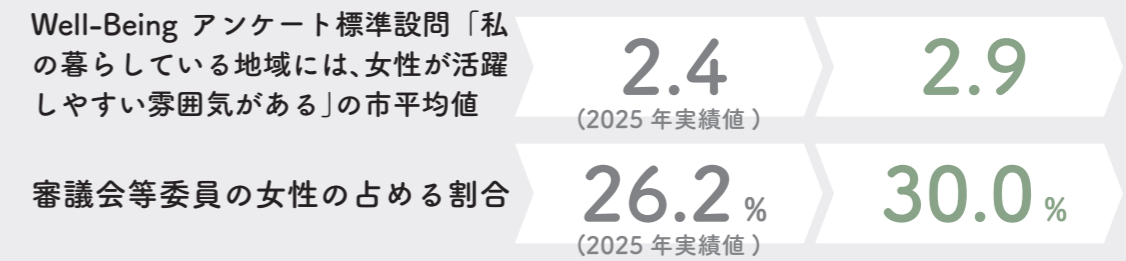 Well-Being アンケート標準設問「私
の暮らしている地域には、女性が活躍
しやすい雰囲気がある」の市平均値
2.4
(2025 年実績値 )
2.9
審議会等委員の女性の占める割合
26.2 %
(2025 年実績値 )
30.0 %